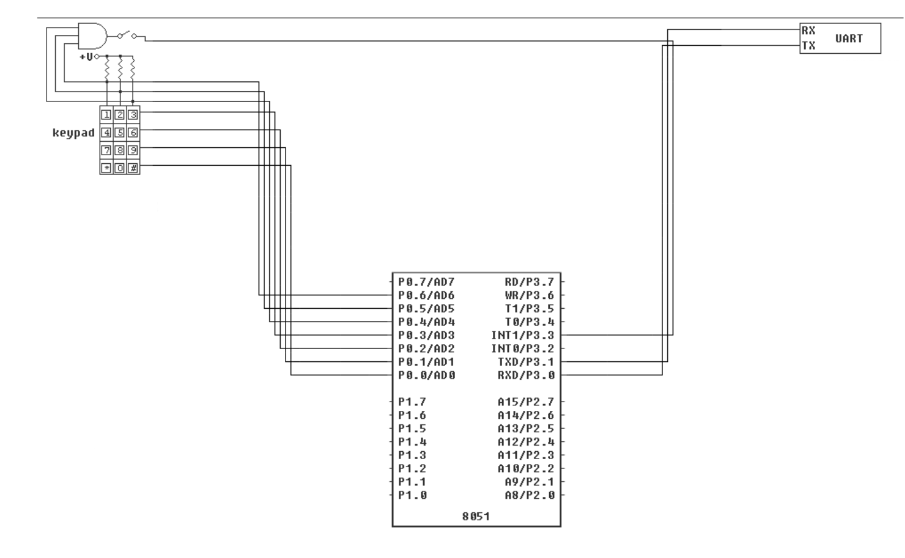 RX
UART
TX
+U
1 2 3
keypad 4 5 6
7 8 9
* 0 #
P0.7/AD7 RD/P3.7
P0.6/AD6 WR/P3.6
P0.5/AD5 T1/P3.5
P0.4/AD4 T0/P3.4
P0.3/AD3 INT1/P3.3
P0.2/AD2 INT0/P3.2
P0.1/AD1 TXD/P3.1
P0.0/AD0 RXD/P3.0
P1.7 A15/P2.7
P1.6 A14/P2.6
P1.5 A13/P2.5
P1.4 A12/P2.4
P1.3 A11/P2.3
P1.2 A10/P2.2
P1.1 A9/P2.1
P1.0 A8/P2.0
8051